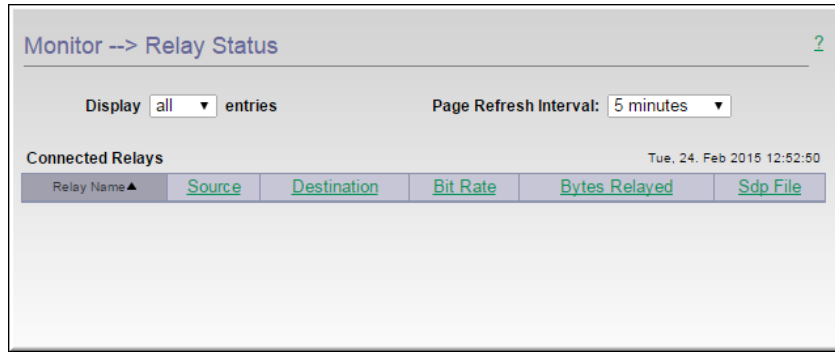 Monitor --> Relay Status ?
Display all ▼ entries Page Refresh Interval: 5 minutes ▼
Connected Relays Tue, 24. Feb 2015 12:52:50
Relay Name▲ Source Destination Bit Rate Bytes Relayed Sdp File